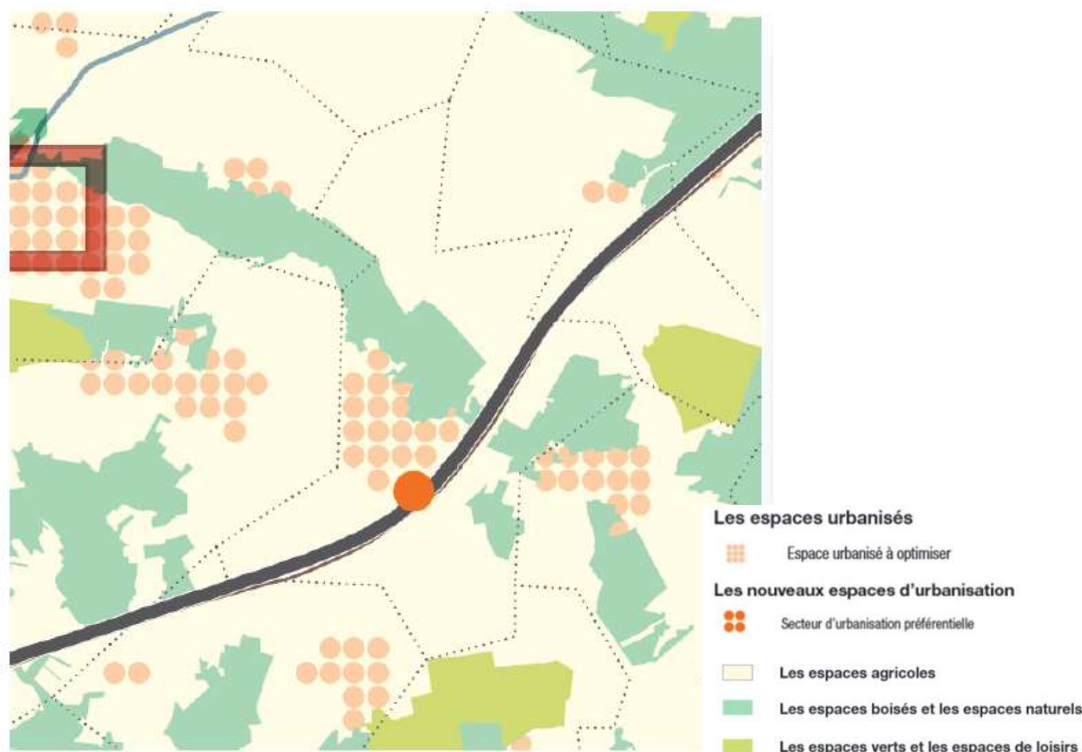 Les espaces urbanisés
Espace urbanisé à optimiser
Les nouveaux espaces d'urbanisation
Secteur d'urbanisation préférentielle
Les espaces agricoles
Les espaces boisés et les espaces naturels
Les espaces verts et les espaces de loisirs